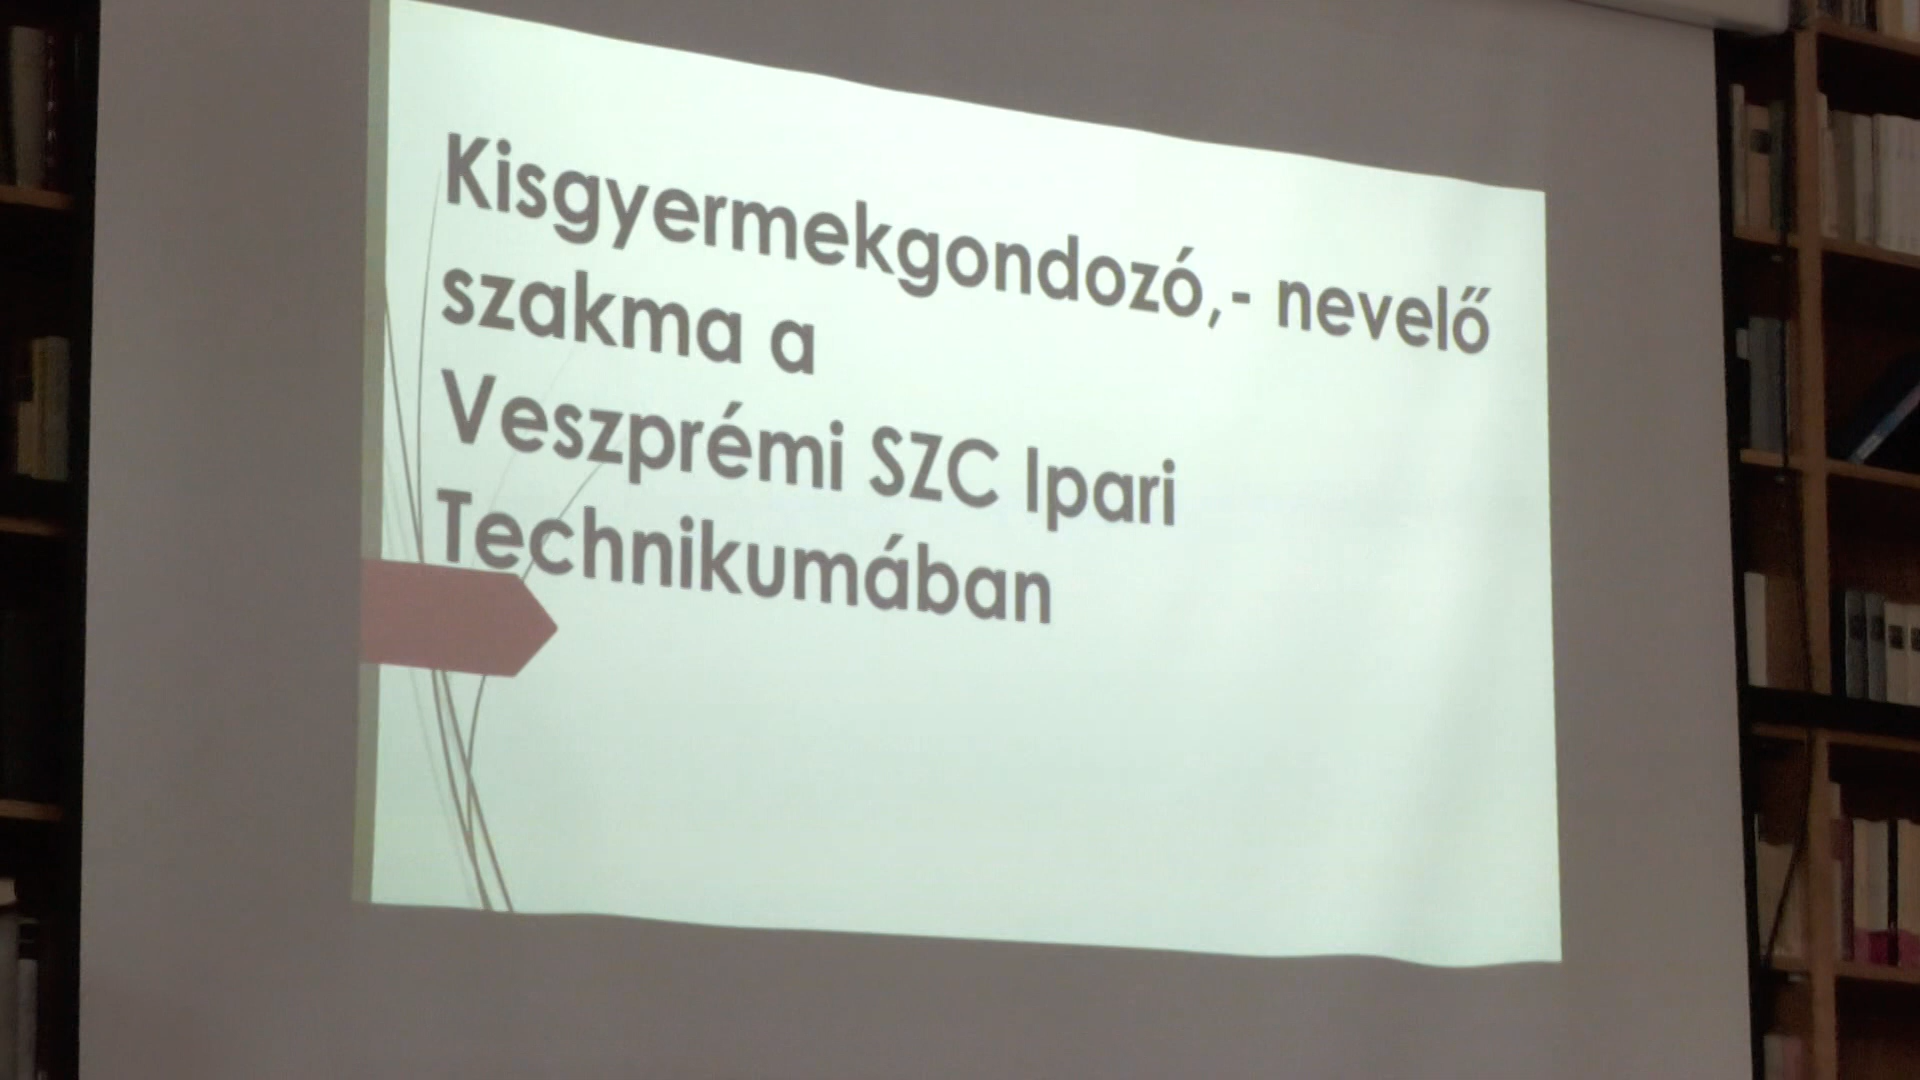 Kisgyermekgondozó,- nevelő
szakma a
Veszprémi SZC Ipari
Technikumában